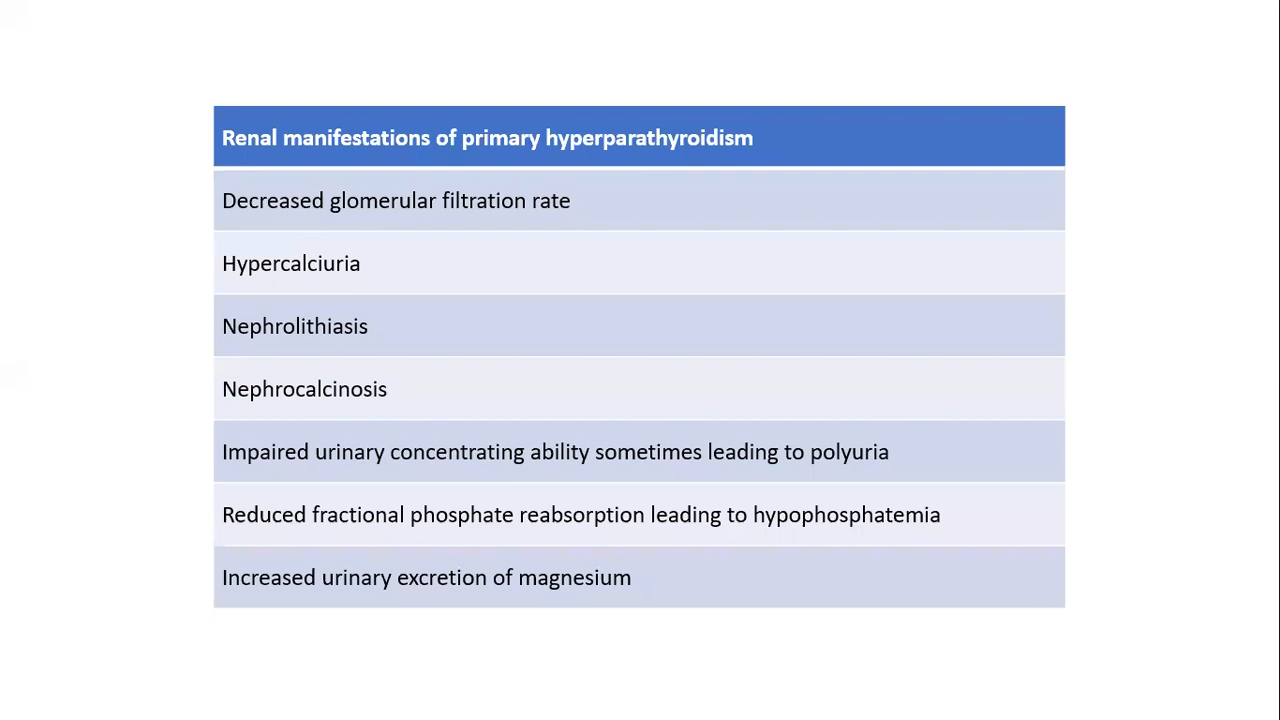 Renal manifestations of primary hyperparathyroidism
Decreased glomerular filtration rate
Hypercalciuria
Nephrolithiasis
Nephrocalcinosis
Impaired urinary concentrating ability sometimes leading to polyuria
Reduced fractional phosphate reabsorption leading to hypophosphatemia
Increased urinary excretion of magnesium